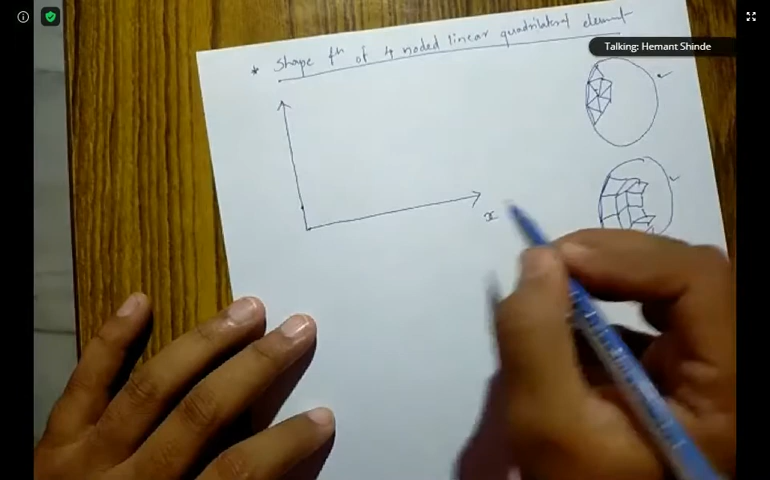 * Shape fⁿ of 4 noded linear quadrilateral element
Talking: Hemant Shinde
x